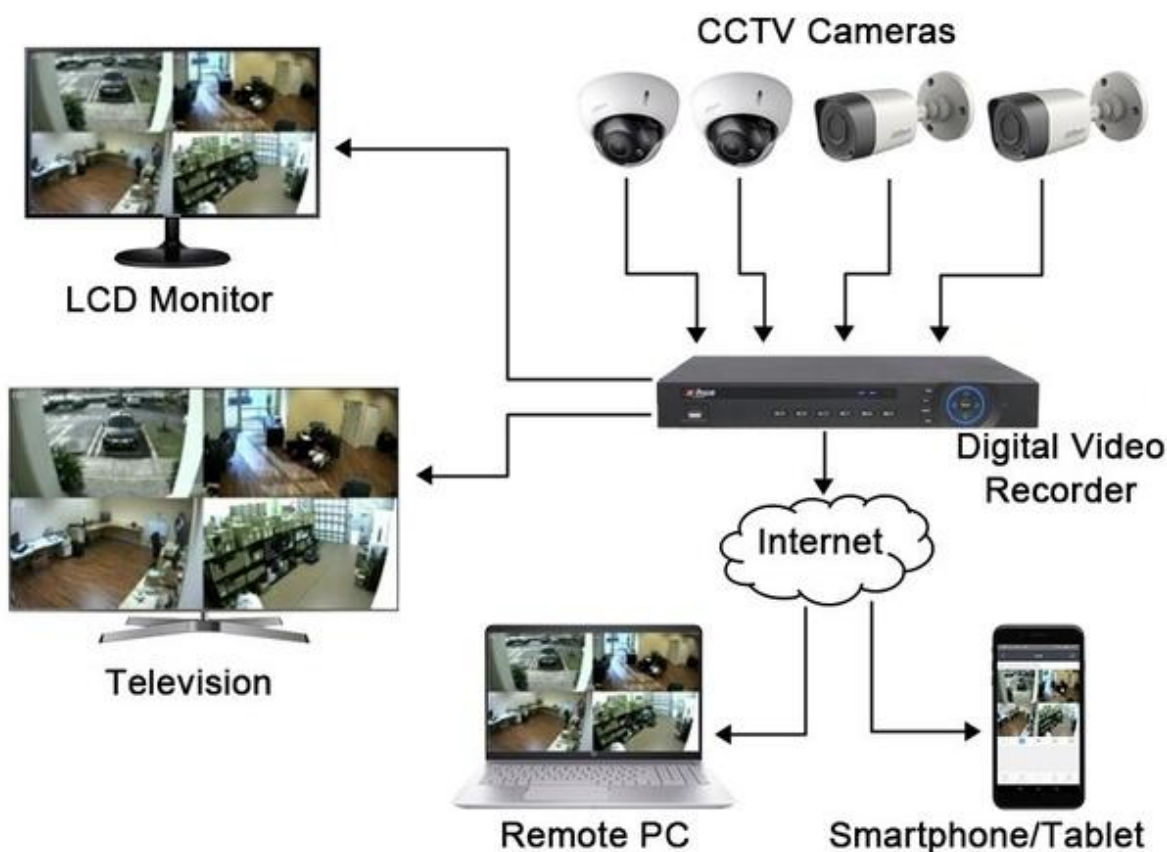 CCTV Cameras
LCD Monitor
Digital Video
Recorder
Internet
Television
Remote PC
Smartphone/Tablet